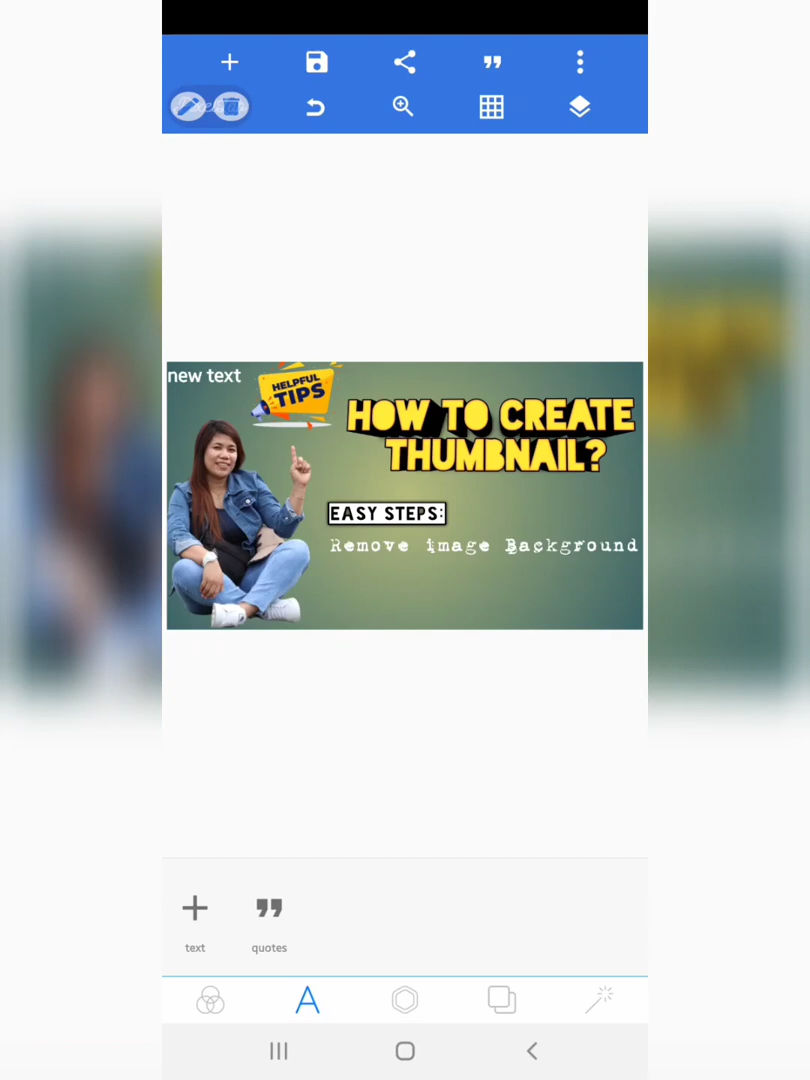 new text
HELPFUL
TIPS
HOW TO CREATE
THUMBNAIL?
EASY STEPS:
Remove image Background
text
quotes